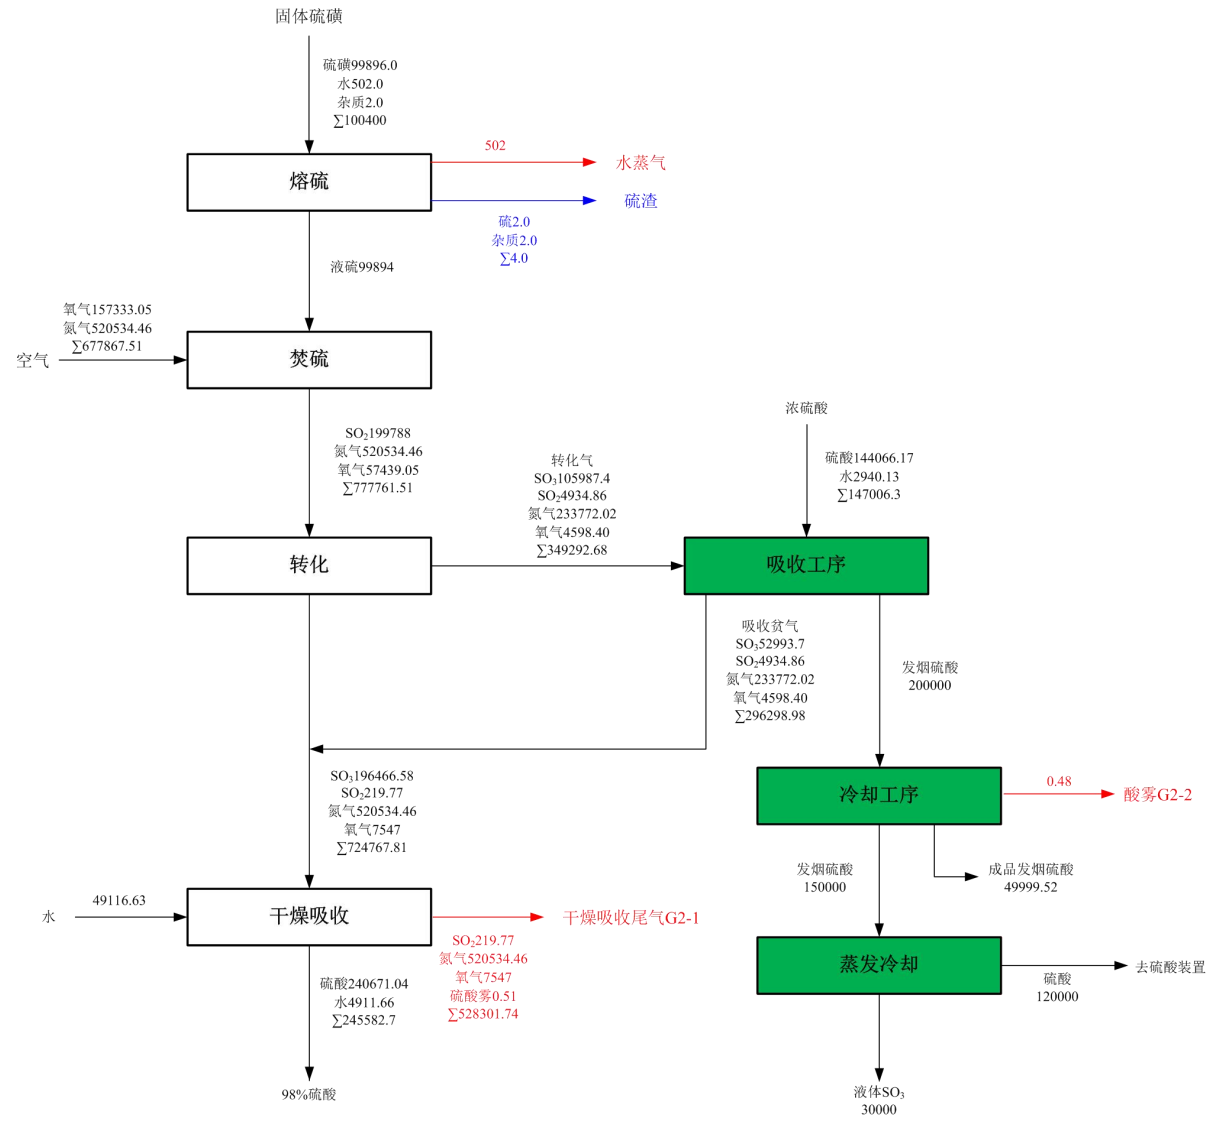 固体硫磺
硫磺99896.0
水502.0
杂质2.0
∑100400
熔硫
502
水蒸气
硫渣
硫2.0
杂质2.0
∑4.0
液硫99894
氧气157333.05
氮气520534.46
∑677867.51
空气
焚硫
SO₂199788
氮气520534.46
氧气57439.05
∑777761.51
转化
转化气
SO₃105987.4
SO₂4934.86
氮气233772.02
氧气4598.40
∑349292.68
浓硫酸
硫酸144066.17
水2940.13
∑147006.3
吸收工序
吸收贫气
SO₃52993.7
SO₂4934.86
氮气233772.02
氧气4598.40
∑296298.98
发烟硫酸
200000
冷却工序
0.48
酸雾G2-2
发烟硫酸
150000
成品发烟硫酸
49999.52
蒸发冷却
硫酸
120000
去硫酸装置
液体SO₃
30000
SO₃196466.58
SO₂219.77
氮气520534.46
氧气7547
∑724767.81
水
49116.63
干燥吸收
干燥吸收尾气G2-1
SO₂219.77
氮气520534.46
氧气7547
硫酸雾0.51
∑528301.74
硫酸240671.04
水4911.66
∑245582.7
98%硫酸